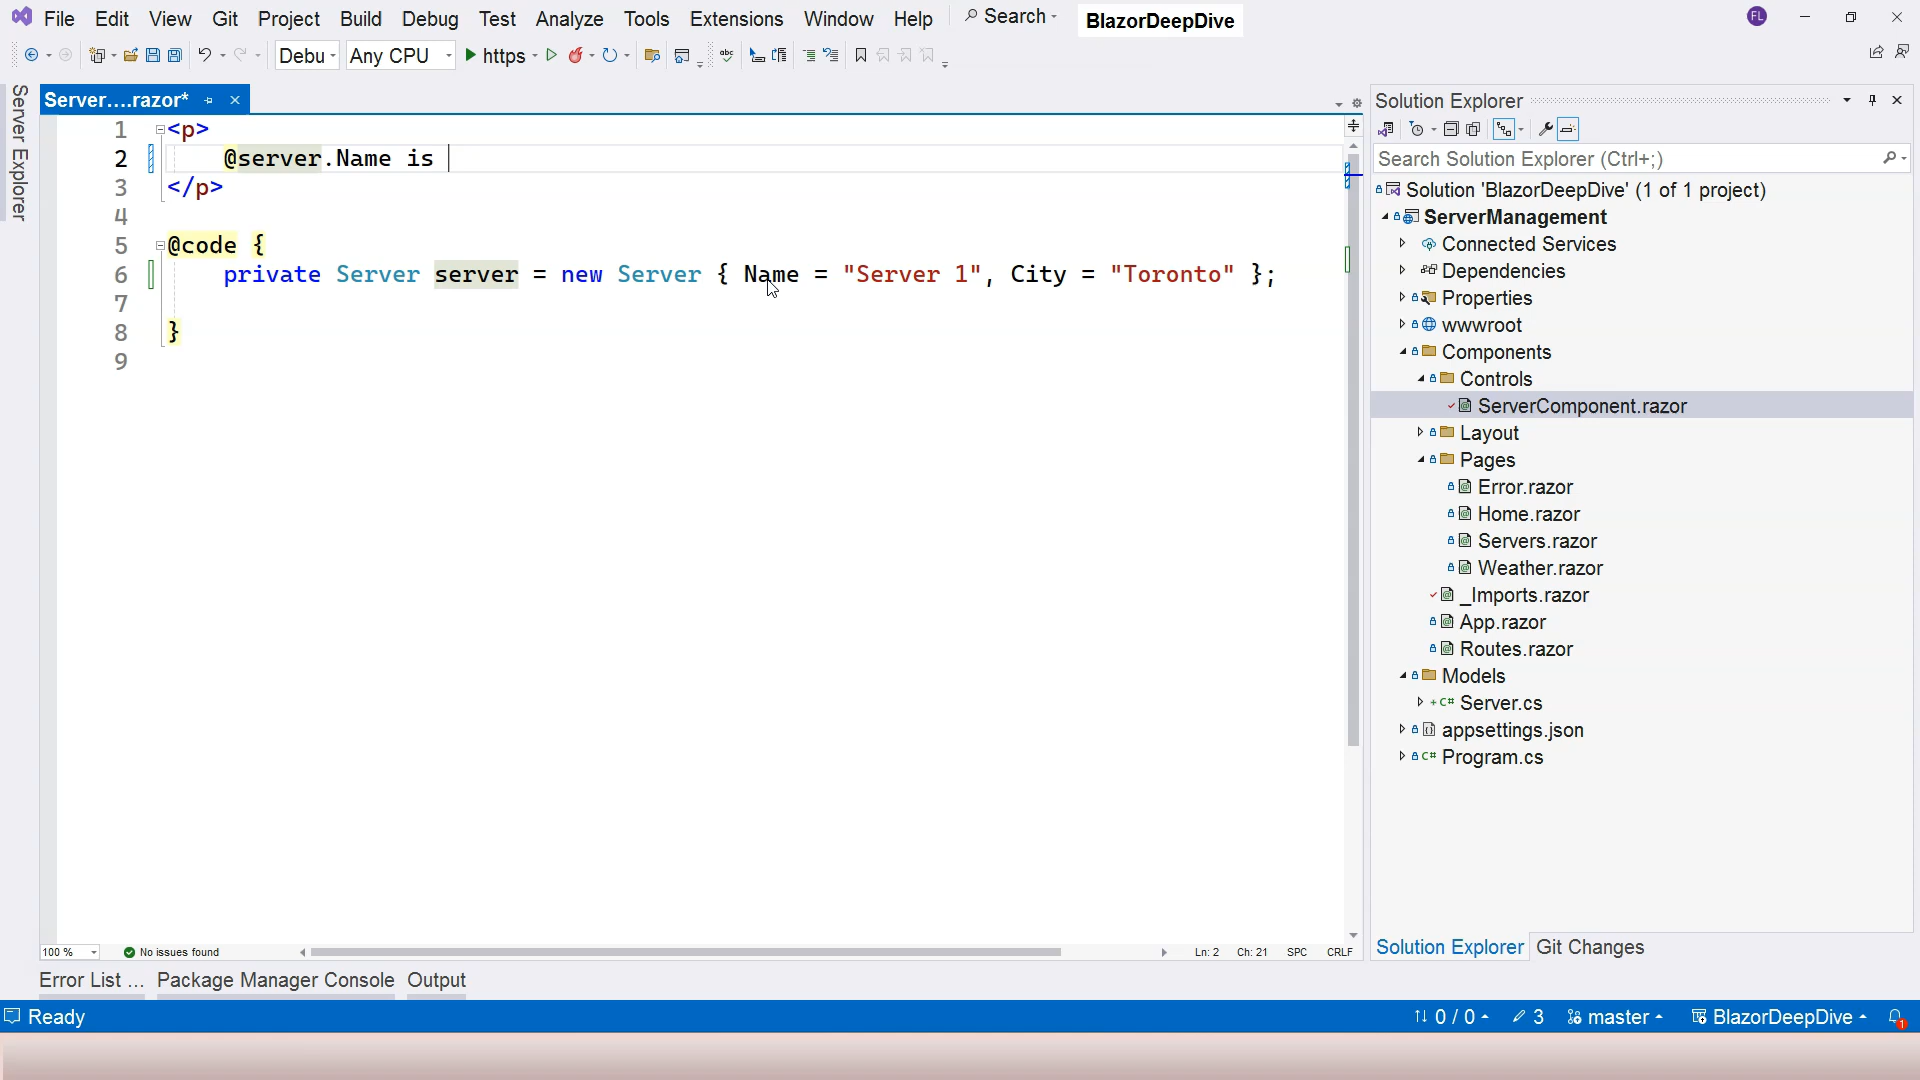 File Edit View Git Project Build Debug Test Analyze Tools Extensions Window Help Search BlazorDeepDive FL
Debu Any CPU https abc
Server Explorer
Server....razor*
1 <p>
2 @server.Name is
3 </p>
4
5 @code {
6 private Server server = new Server { Name = "Server 1", City = "Toronto" };
7
8 }
9
100 % No issues found Ln: 2 Ch: 21 SPC CRLF
Solution Explorer
Search Solution Explorer (Ctrl+;)
Solution 'BlazorDeepDive' (1 of 1 project)
ServerManagement
Connected Services
Dependencies
Properties
wwwroot
Components
Controls
ServerComponent.razor
Layout
Pages
Error.razor
Home.razor
Servers.razor
Weather.razor
_Imports.razor
App.razor
Routes.razor
Models
C# Server.cs
appsettings.json
C# Program.cs
Solution Explorer Git Changes
Error List ... Package Manager Console Output
Ready 0 / 0 3 master BlazorDeepDive 1